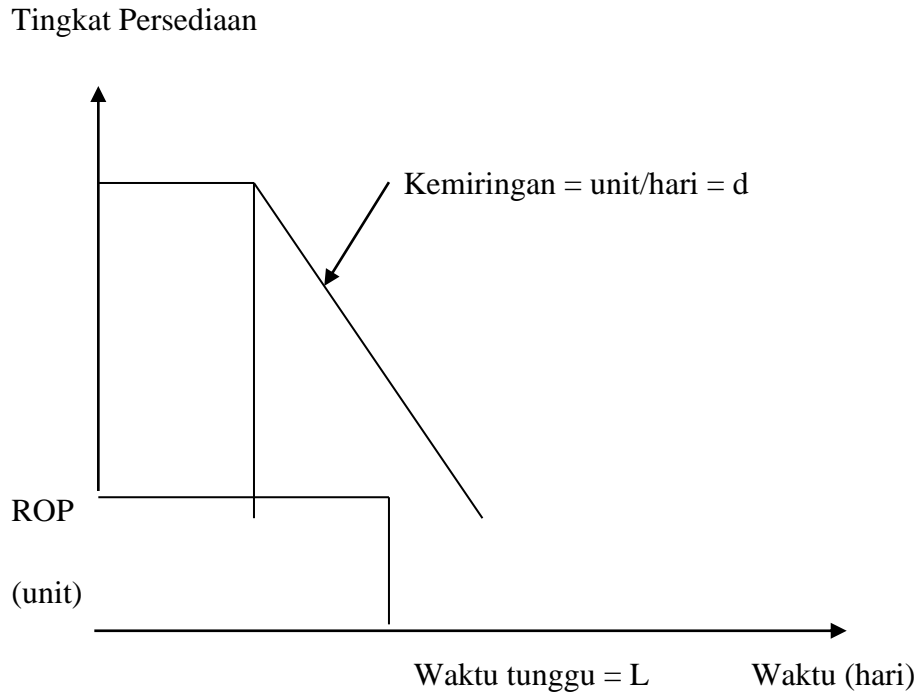 Tingkat Persediaan
Kemiringan = unit/hari = d
ROP
(unit)
Waktu tunggu = L Waktu (hari)